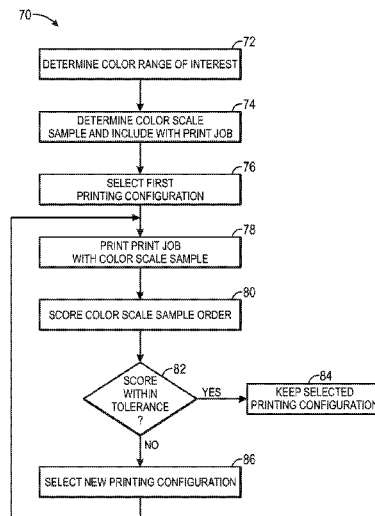 70
72
DETERMINE COLOR RANGE OF INTEREST
74
DETERMINE COLOR SCALE
SAMPLE AND INCLUDE WITH PRINT JOB
76
SELECT FIRST
PRINTING CONFIGURATION
78
PRINT PRINT JOB
WITH COLOR SCALE SAMPLE
80
SCORE COLOR SCALE SAMPLE ORDER
82
SCORE
WITHIN
TOLERANCE
?
YES
84
KEEP SELECTED
PRINTING CONFIGURATION
NO
86
SELECT NEW PRINTING CONFIGURATION